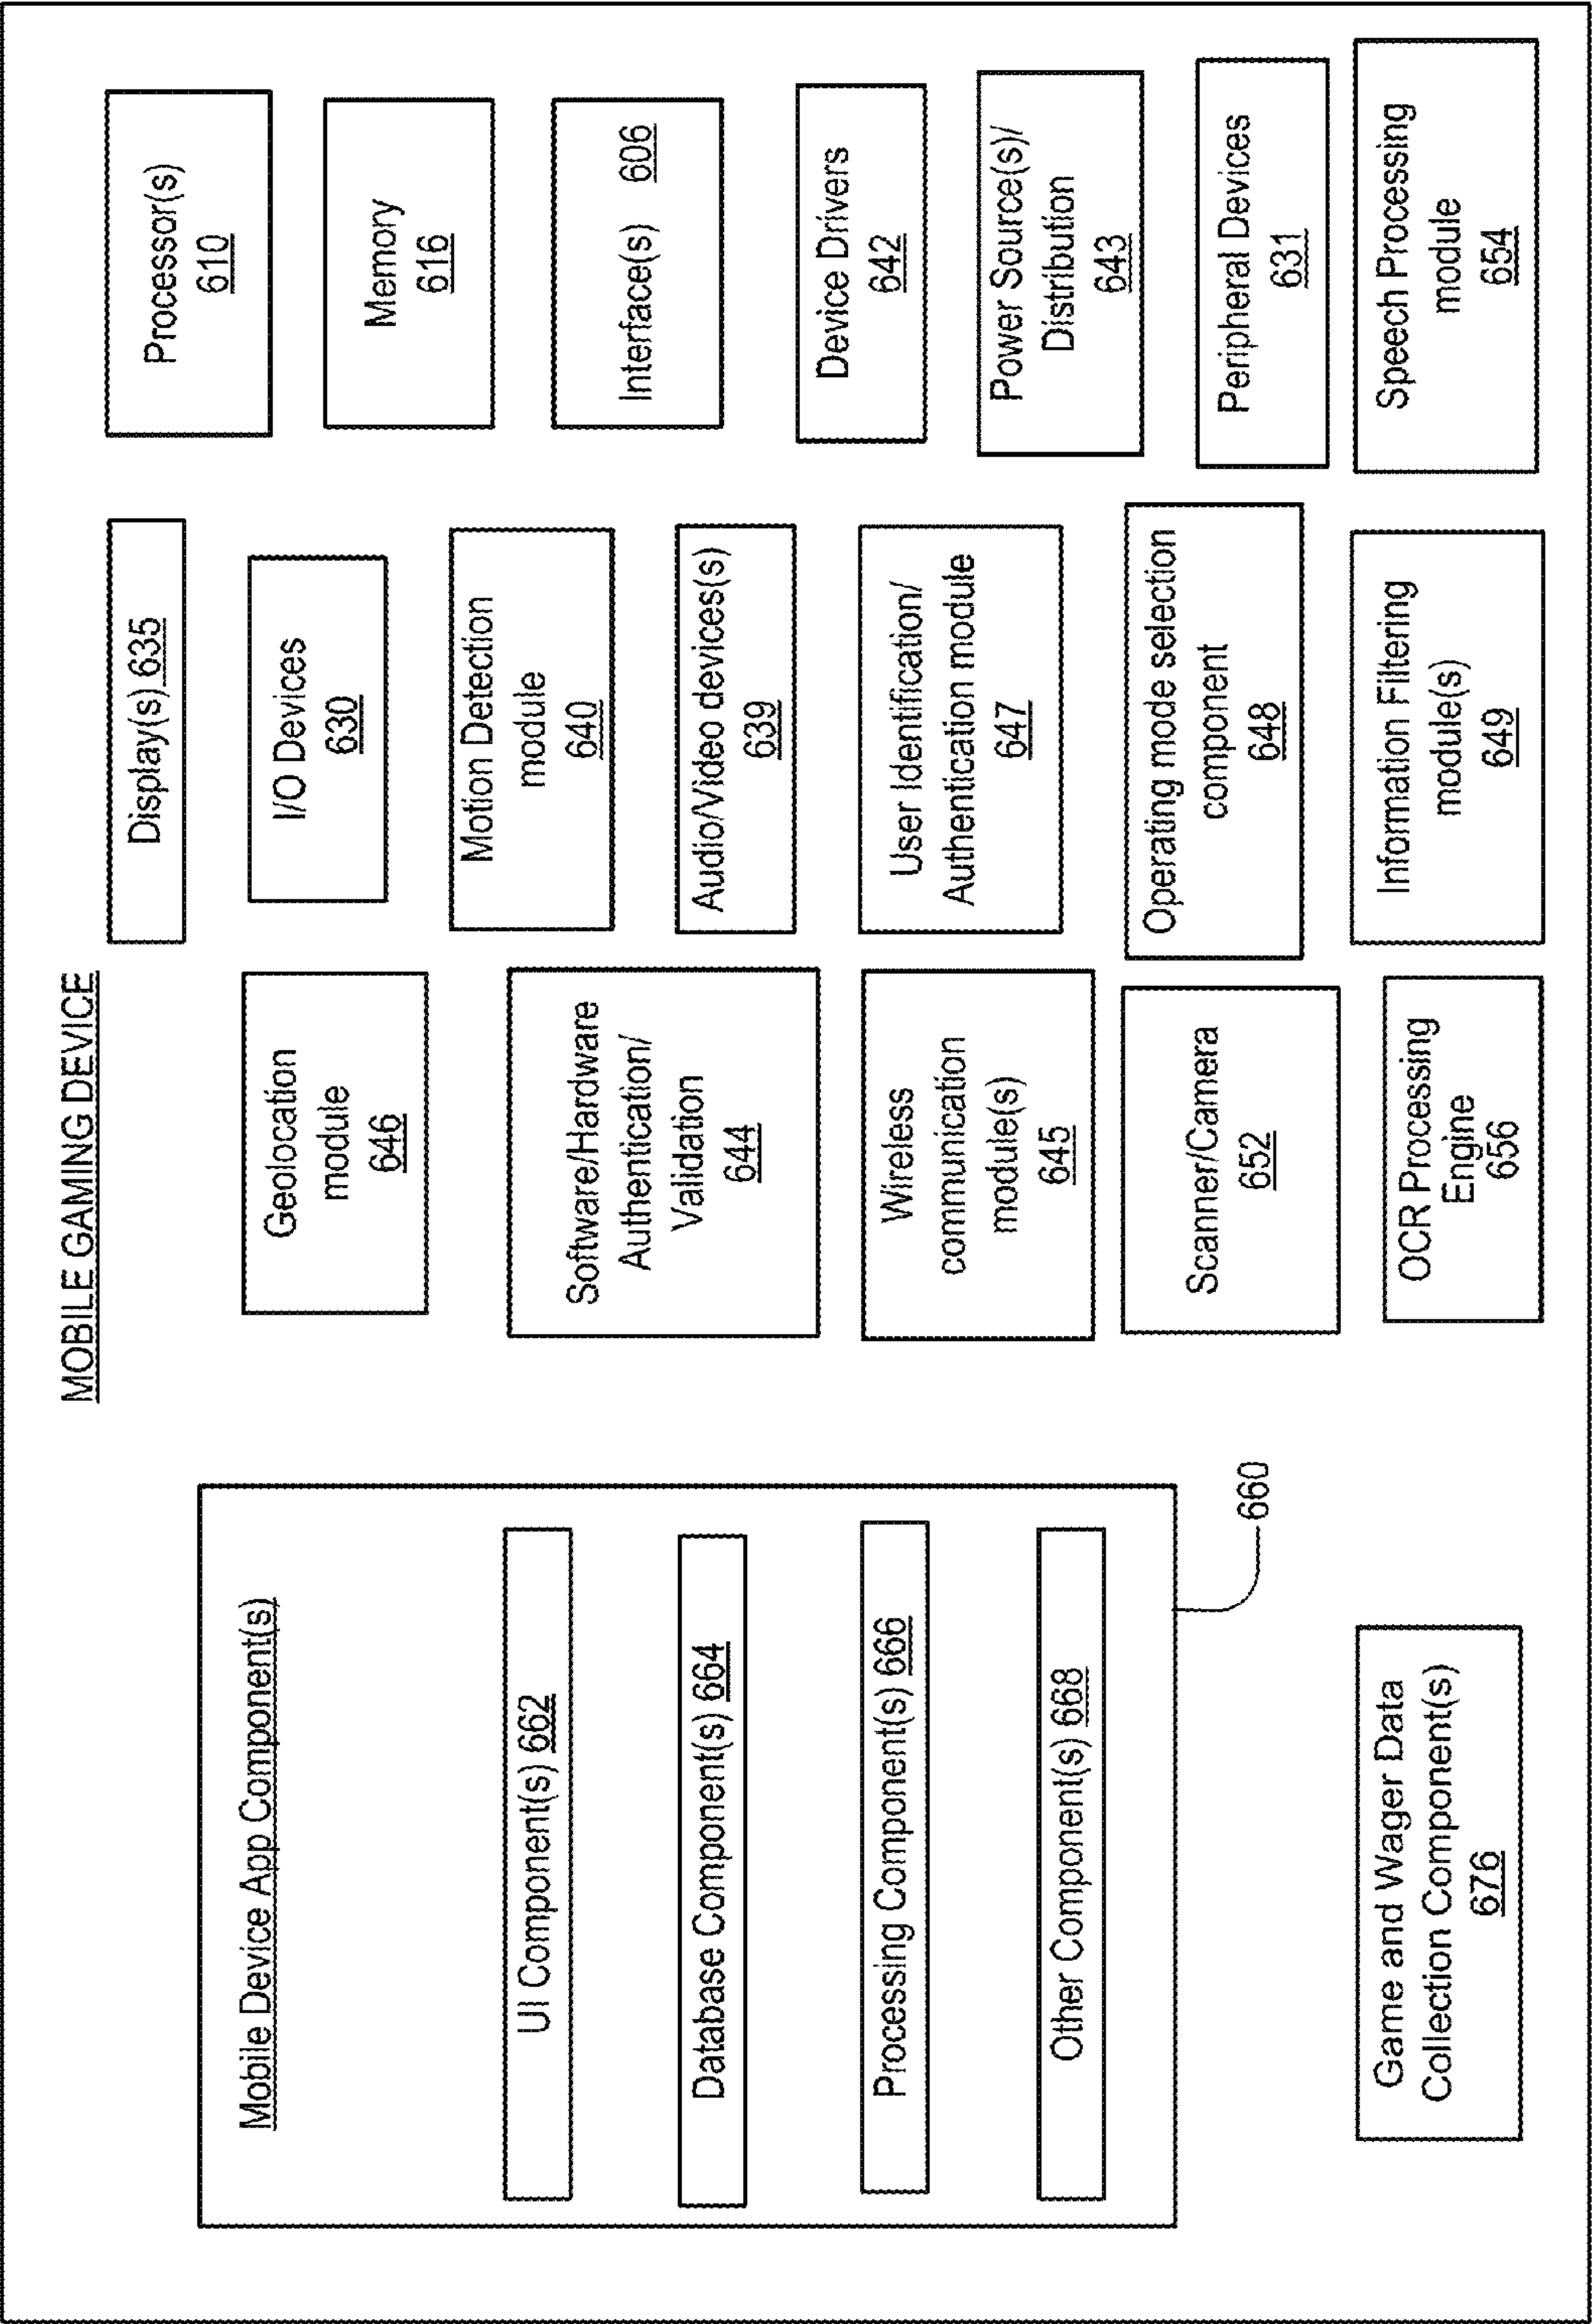 MOBILE GAMING DEVICE
Mobile Device App Component(s)
UI Component(s) 662
Database Component(s) 664
Processing Component(s) 666
Other Component(s) 668
660
Game and Wager Data
Collection Component(s)
676
Geolocation
module
646
Software/Hardware
Authentication/
Validation
644
Wireless
communication
module(s)
645
Scanner/Camera
652
OCR Processing
Engine
656
Display(s) 635
I/O Devices
630
Motion Detection
module
640
Audio/Video devices(s)
639
User Identification/
Authentication module
647
Operating mode selection
component
648
Information Filtering
module(s)
649
Processor(s)
610
Memory
616
Interface(s) 606
Device Drivers
642
Power Source(s)/
Distribution
643
Peripheral Devices
631
Speech Processing
module
654